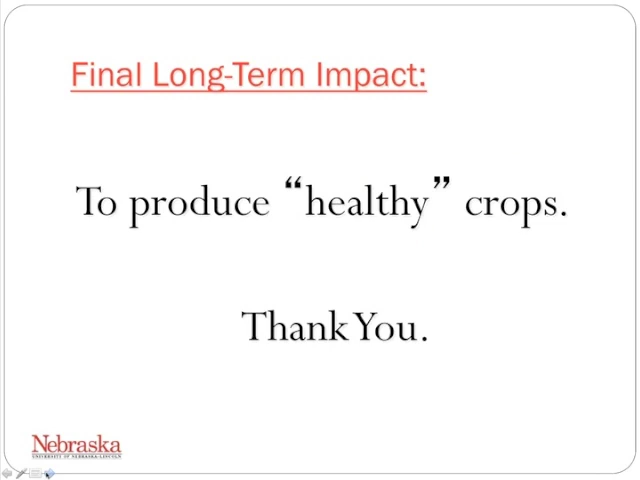 Final Long-Term Impact:
To produce “healthy” crops.
Thank You.
Nebraska
UNIVERSITY OF NEBRASKA-LINCOLN